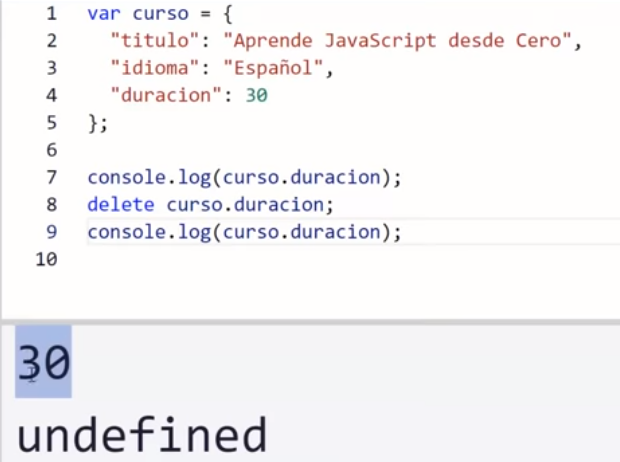 1 var curso = {
2 "titulo": "Aprende JavaScript desde Cero",
3 "idioma": "Español",
4 "duracion": 30
5 };
6
7 console.log(curso.duracion);
8 delete curso.duracion;
9 console.log(curso.duracion);
10
30
undefined